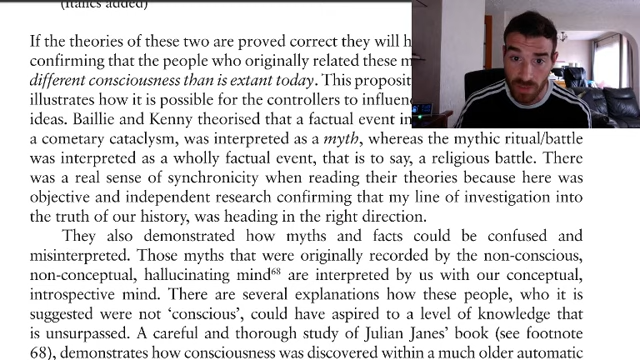 (italics added)
If the theories of these two are proved correct they will h
confirming that the people who originally related these m
different consciousness than is extant today. This proposit
illustrates how it is possible for the controllers to influenc
ideas. Baillie and Kenny theorised that a factual event in
a cometary cataclysm, was interpreted as a myth, whereas the mythic ritual/battle
was interpreted as a wholly factual event, that is to say, a religious battle. There
was a real sense of synchronicity when reading their theories because here was
objective and independent research confirming that my line of investigation into
the truth of our history, was heading in the right direction.
They also demonstrated how myths and facts could be confused and
misinterpreted. Those myths that were originally recorded by the non-conscious,
non-conceptual, hallucinating mind⁶⁸ are interpreted by us with our conceptual,
introspective mind. There are several explanations how these people, who it is
suggested were not 'conscious', could have aspired to a level of knowledge that
is unsurpassed. A careful and thorough study of Julian Janes' book (see footnote
68), demonstrates how consciousness was discovered within a much older automatic